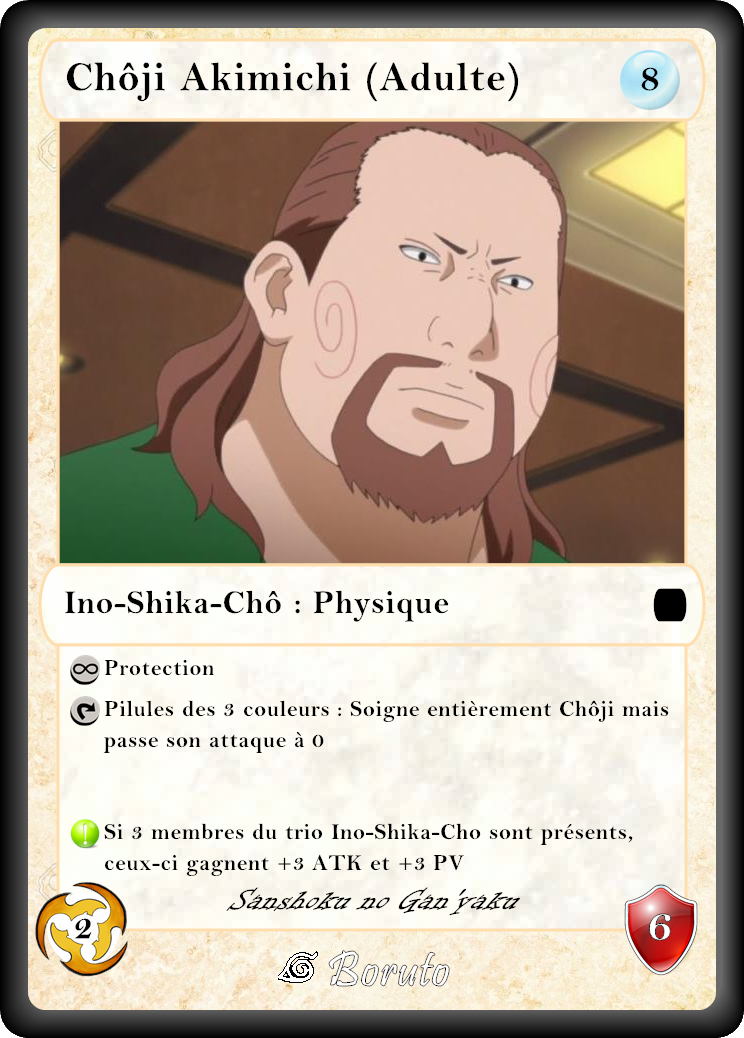 Chôji Akimichi (Adulte)
8
Ino-Shika-Chô : Physique
Protection
Pilules des 3 couleurs : Soigne entièrement Chôji mais
passe son attaque à 0
Si 3 membres du trio Ino-Shika-Cho sont présents,
ceux-ci gagnent +3 ATK et +3 PV
Sanshoku no Gan'yaku
2
6
Boruto